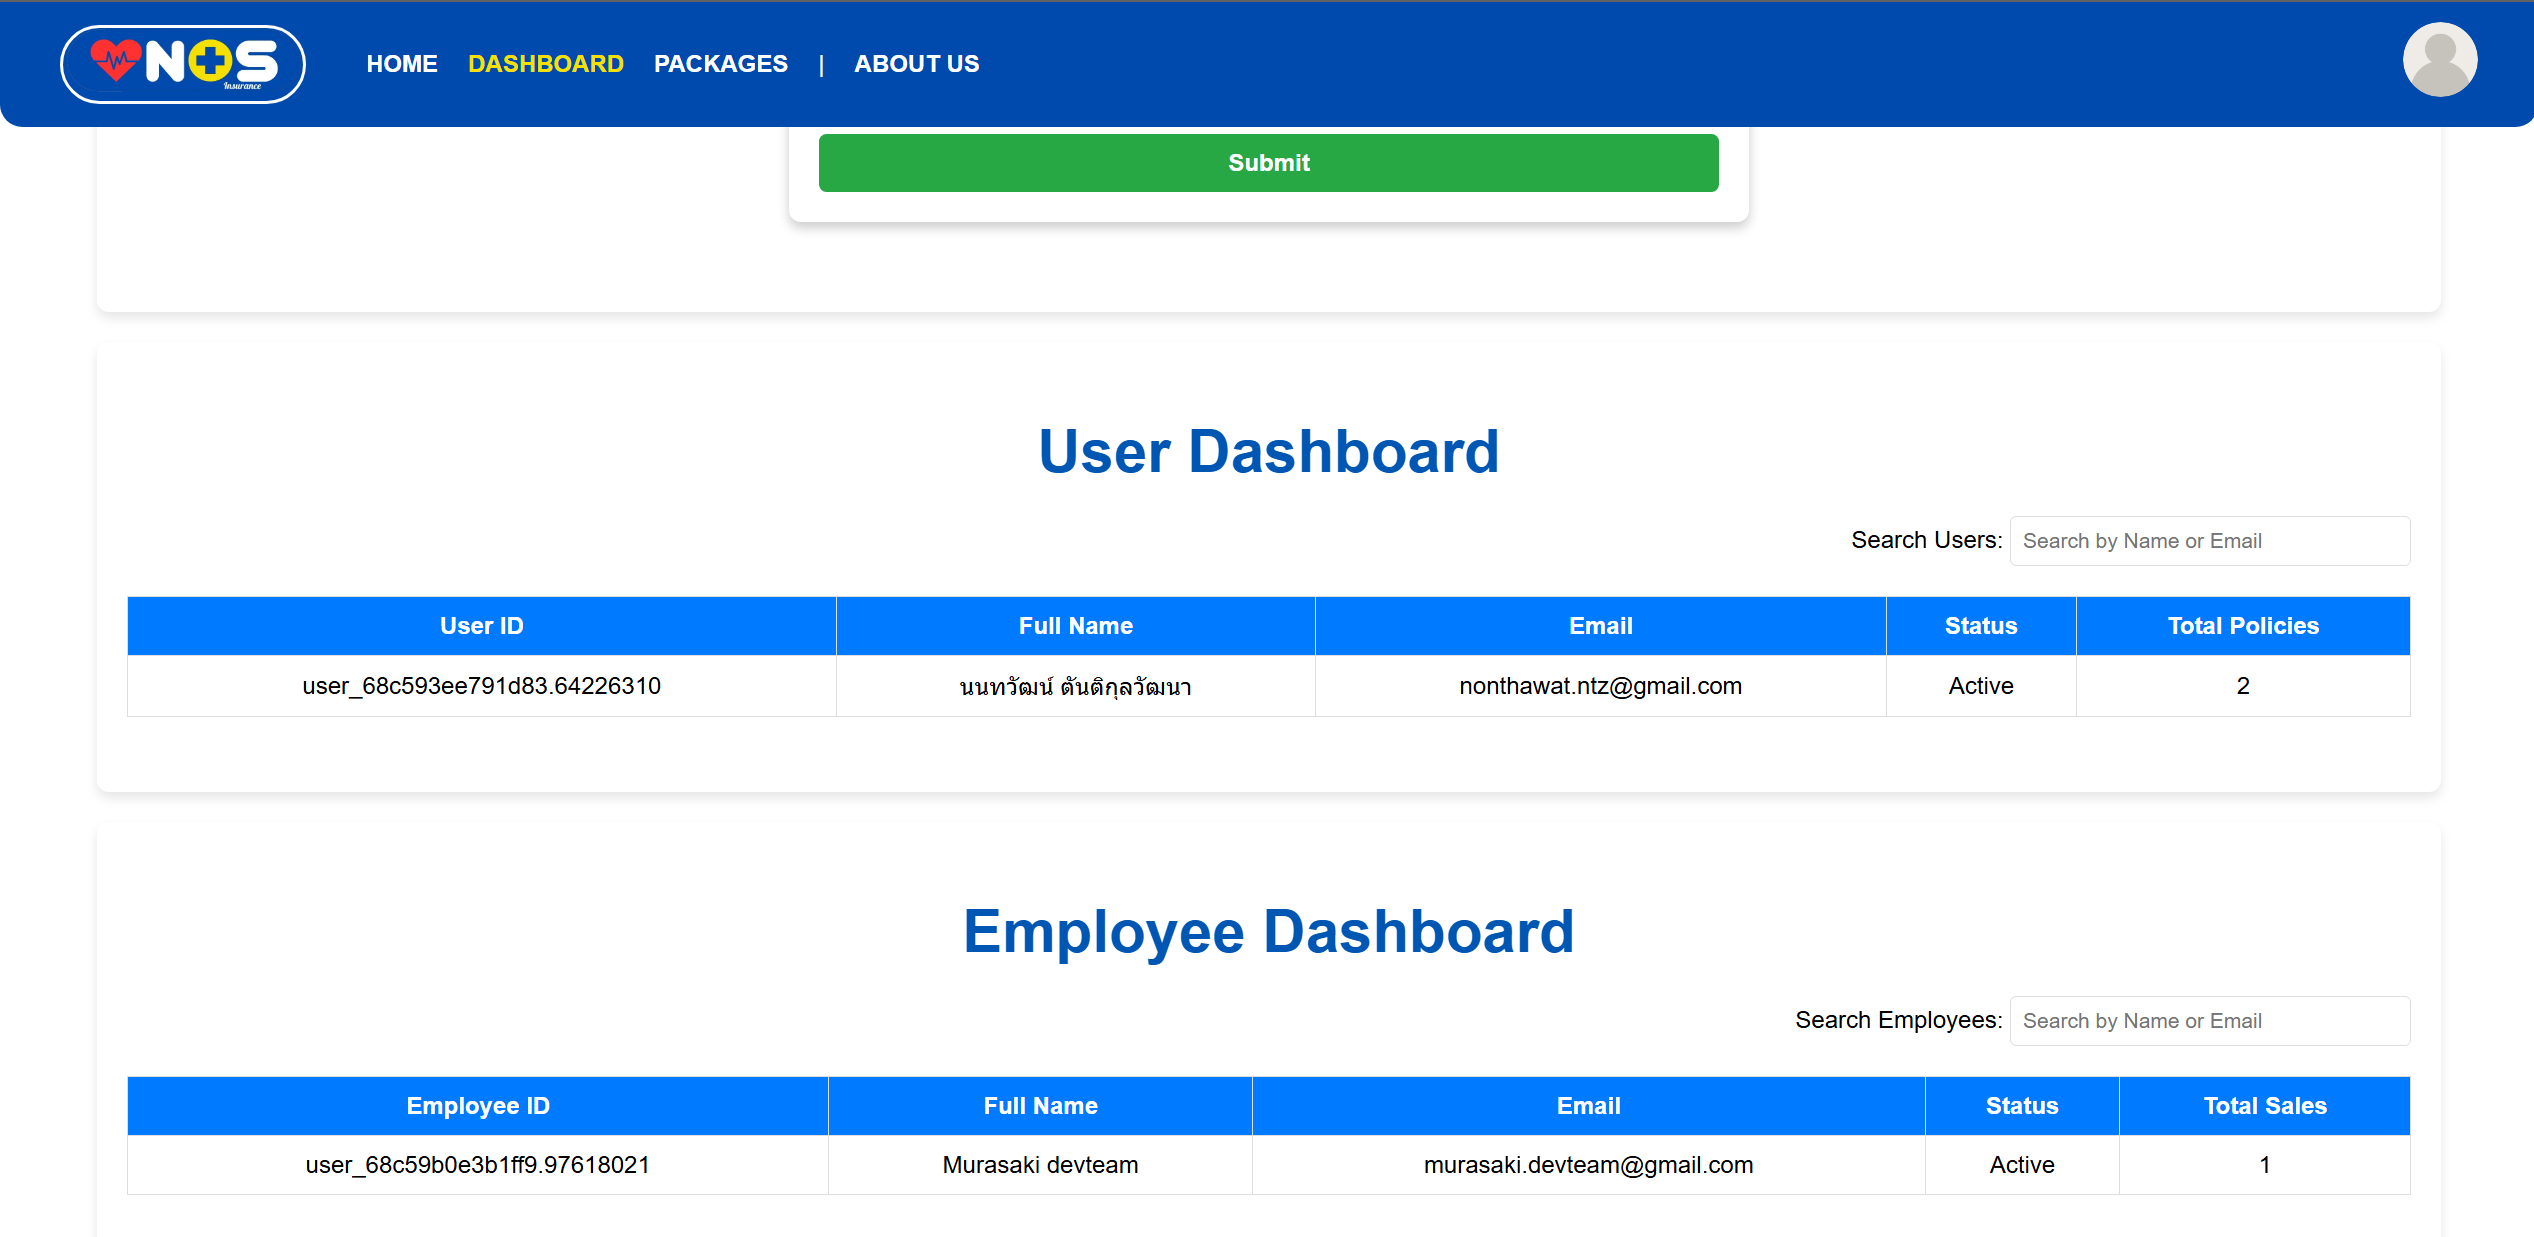 NOS
Insurance
HOME DASHBOARD PACKAGES | ABOUT US
Submit
User Dashboard
Search Users: Search by Name or Email
User ID Full Name Email Status Total Policies
user_68c593ee791d83.64226310 นนทวัฒน์ ตันติกุลวัฒนา nonthawat.ntz@gmail.com Active 2
Employee Dashboard
Search Employees: Search by Name or Email
Employee ID Full Name Email Status Total Sales
user_68c59b0e3b1ff9.97618021 Murasaki devteam murasaki.devteam@gmail.com Active 1